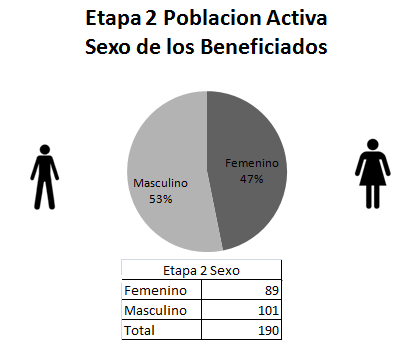 Etapa 2 Poblacion Activa
Sexo de los Beneficiados
Femenino
47%
Masculino
53%
Etapa 2 Sexo
Femenino 89
Masculino 101
Total 190